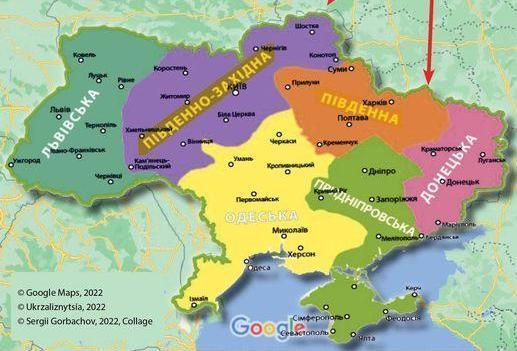 Шостка
Ковель
Чернігів
Конотоп
Луцьк
Рівне
Коростень
КИЇВ
Суми
Прилуки
Житомир
ПІВДЕННО-ЗАХІДНА
Львів
ЛЬВІВСЬКА
Тернопіль
Хмельницький
Біла Церква
ПІВДЕННА
Харків
Полтава
Ужгород
Івано-Франківськ
Вінниця
Черкаси
Кременчук
Краматорськ
Луганськ
Чернівці
Кам'янець-
Подільський
Умань
Кропивницький
Дніпро
ДОНЕЦЬКА
Донецьк
Первомайськ
Кривий Ріг
Запоріжжя
ПРИДНІПРОВСЬКА
ОДЕСЬКА
Миколаїв
Маріуполь
Мелітополь
Бердянськ
Херсон
Одеса
Ізмаїл
Керч
Сімферополь
Феодосія
Севастополь
Ялта
© Google Maps, 2022
© Ukrzaliznytsia, 2022
© Sergii Gorbachov, 2022, Collage
Google